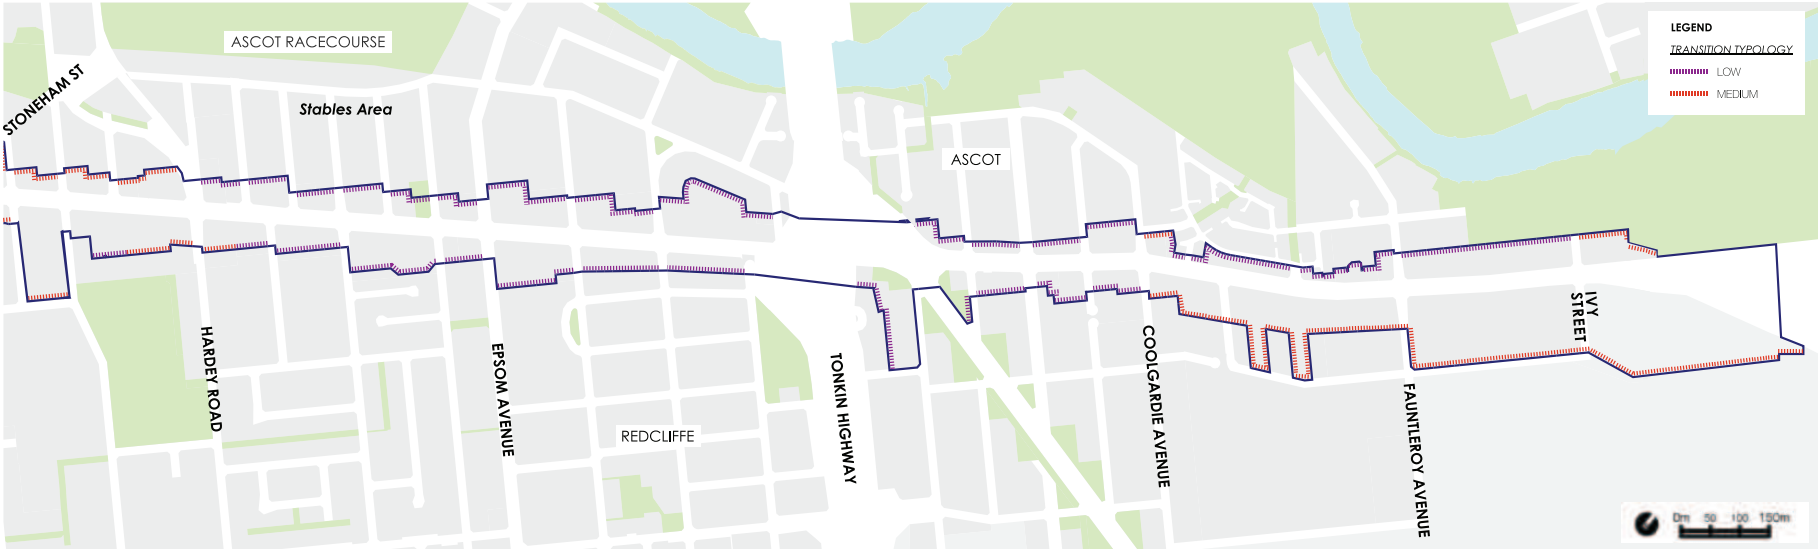 LEGEND
TRANSITION TYPOLOGY
LOW
MEDIUM
ASCOT RACECOURSE
STONEHAM ST
Stables Area
ASCOT
HARDEY ROAD
EPSOM AVENUE
REDCLIFFE
TONKIN HIGHWAY
COOLGARDIE AVENUE
FAUNTLEROY AVENUE
IVY
STREET
0m 50 100 150m